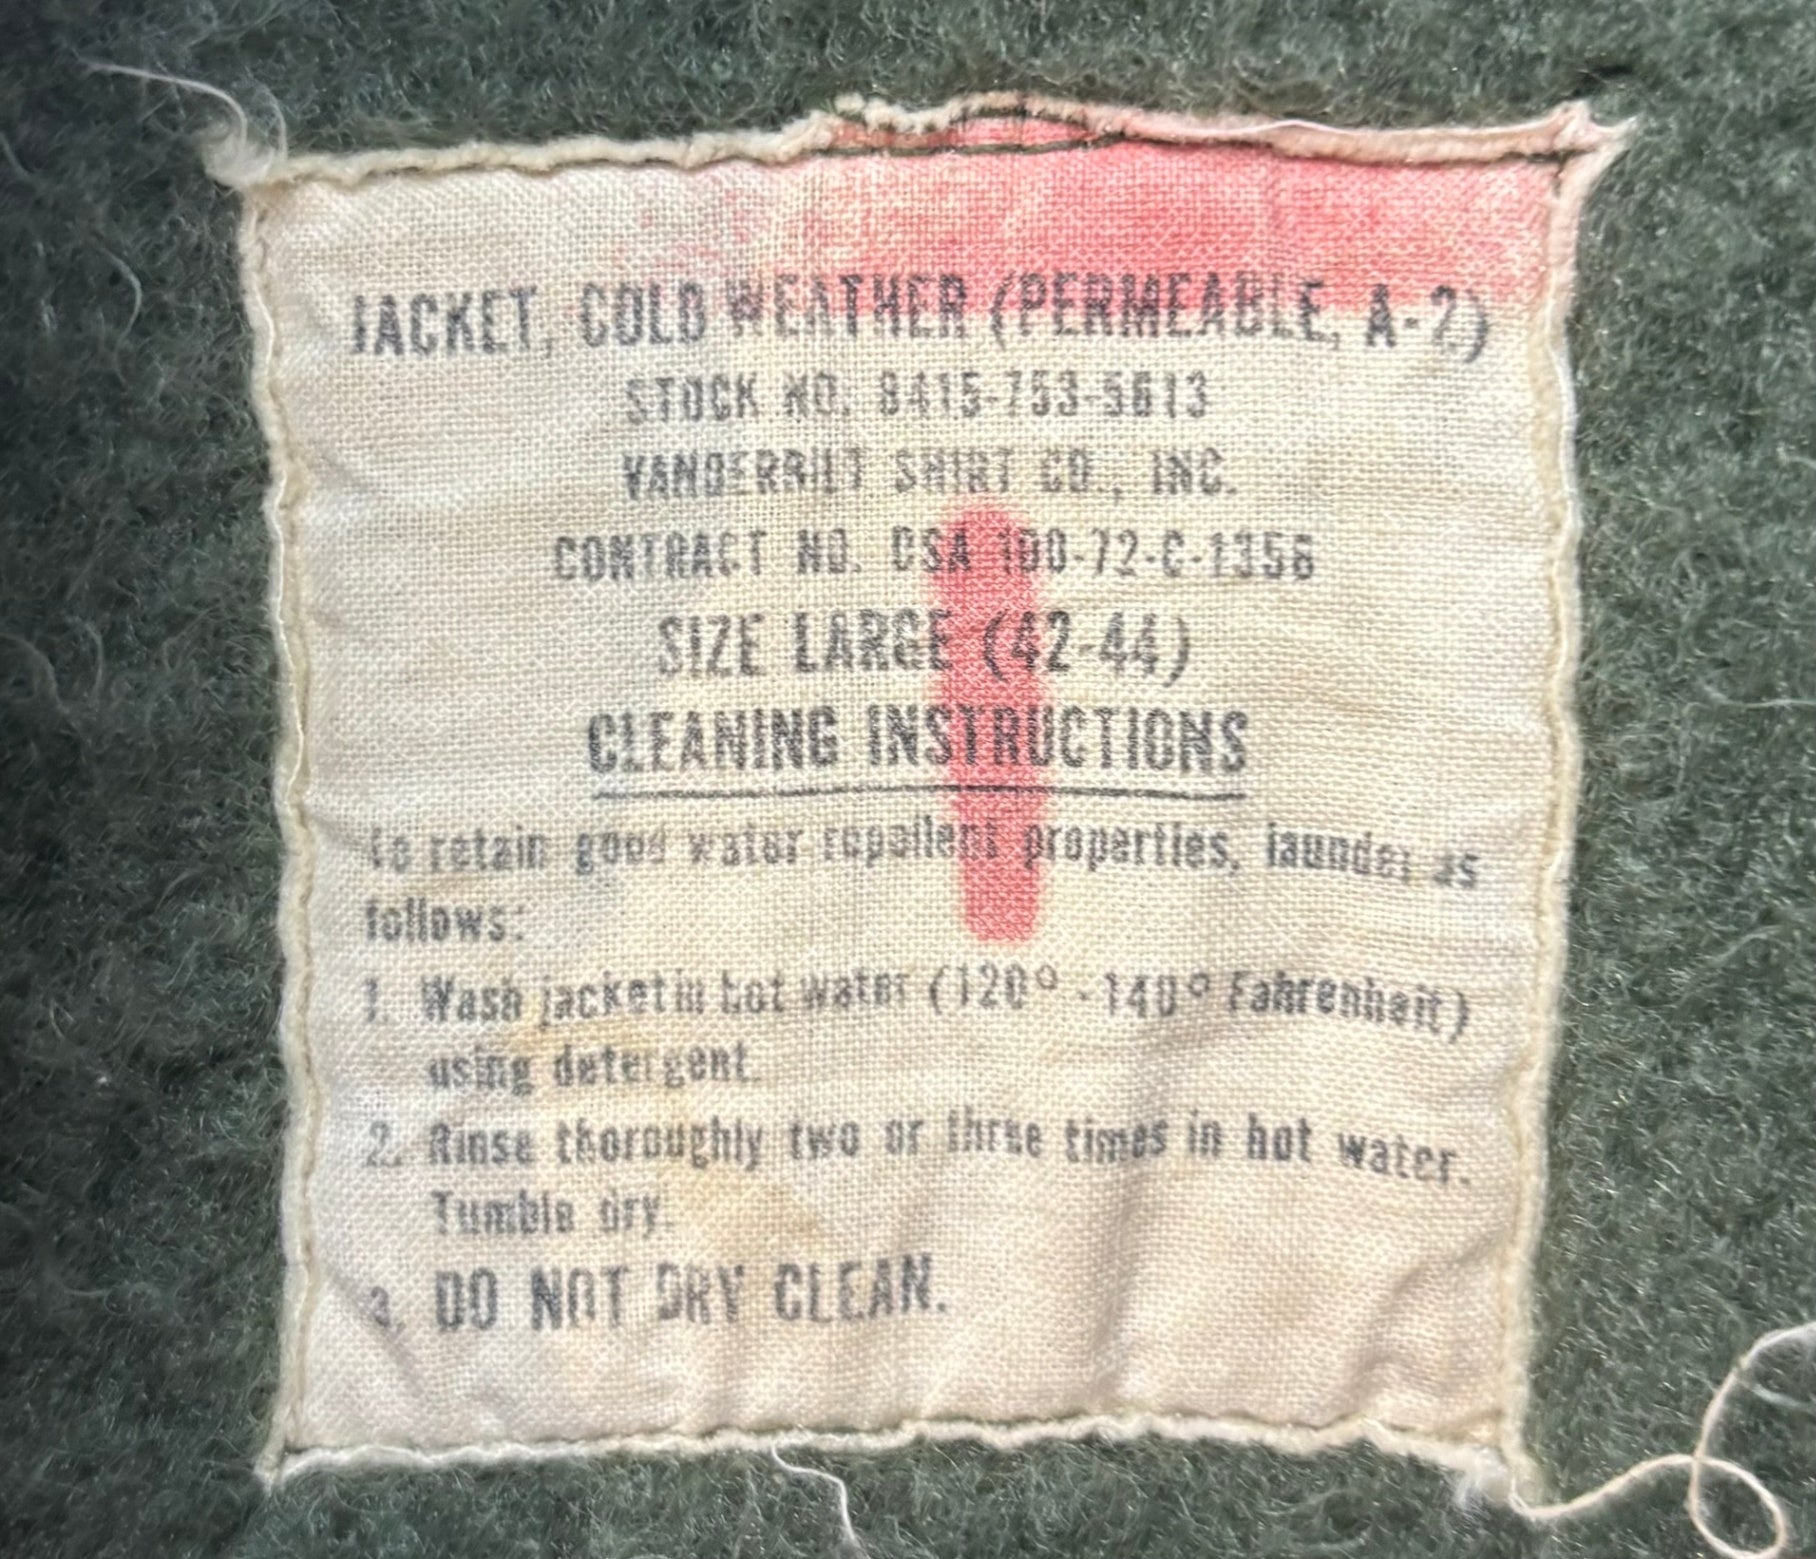 JACKET, COLD WEATHER (PERMEABLE, A-2)
STOCK NO. 8415-753-5613
VANDERBILT SHIRT CO., INC.
CONTRACT NO. DSA 100-72-C-1356
SIZE LARGE (42-44)
CLEANING INSTRUCTIONS
To retain good water repellent properties, launder as
follows:
1. Wash jacket in hot water (120° - 140° Fahrenheit)
using detergent.
2. Rinse thoroughly two or three times in hot water.
Tumble dry.
3. DO NOT DRY CLEAN.